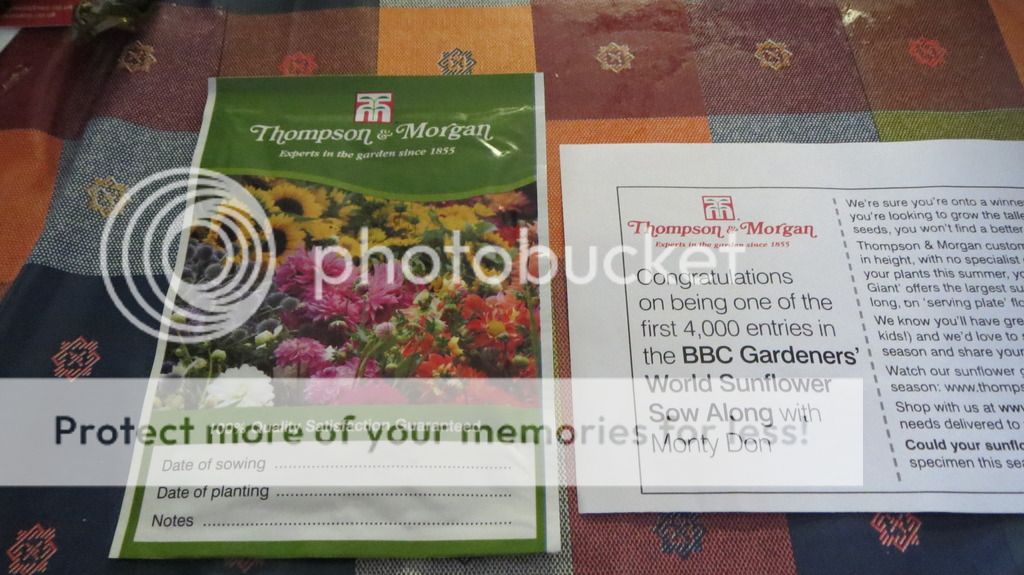 Thompson & Morgan
Experts in the garden since 1855
100% Quality Satisfaction Guaranteed
Date of sowing
Date of planting
Notes
Thompson & Morgan
Experts in the garden since 1855
Congratulations
on being one of the
first 4,000 entries in
the BBC Gardeners'
World Sunflower
Sow Along with
Monty Don
We're sure you're onto a winne
you're looking to grow the talle
seeds, you won't find a better
Thompson & Morgan custom
in height, with no specialist
your plants this summer, yo
Giant' offers the largest su
long, on 'serving plate' flo
We know you'll have gre
kids!) and we'd love to s
season and share your
Watch our sunflower g
season: www.thomps
Shop with us at www
needs delivered to
Could your sunflo
specimen this sea
photobucket
Protect more of your memories for less!